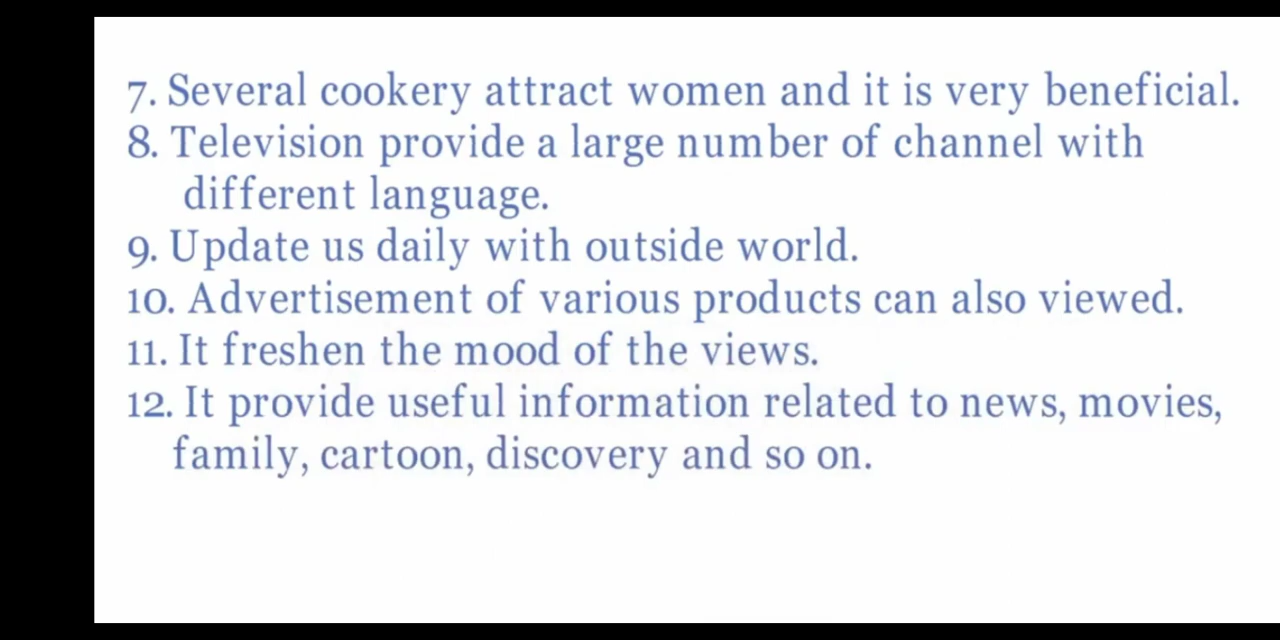 7. Several cookery attract women and it is very beneficial.
8. Television provide a large number of channel with
different language.
9. Update us daily with outside world.
10. Advertisement of various products can also viewed.
11. It freshen the mood of the views.
12. It provide useful information related to news, movies,
family, cartoon, discovery and so on.